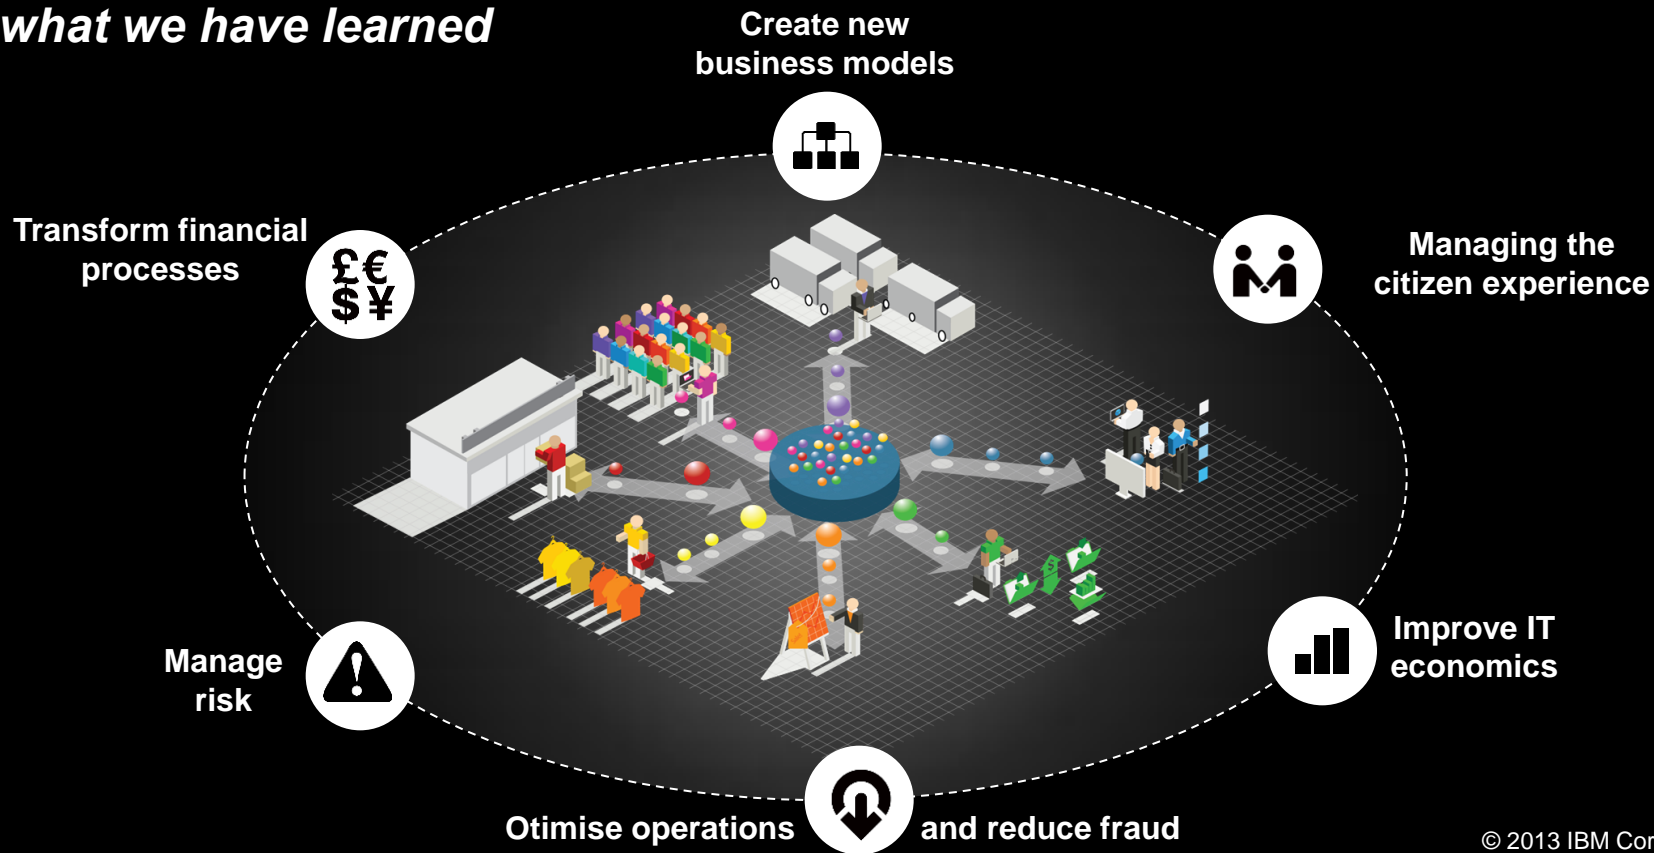 what we have learned
Create new
business models
Transform financial
processes
£€
$¥
Managing the
citizen experience
$
Manage
risk
Improve IT
economics
Otimise operations and reduce fraud
© 2013 IBM Cor